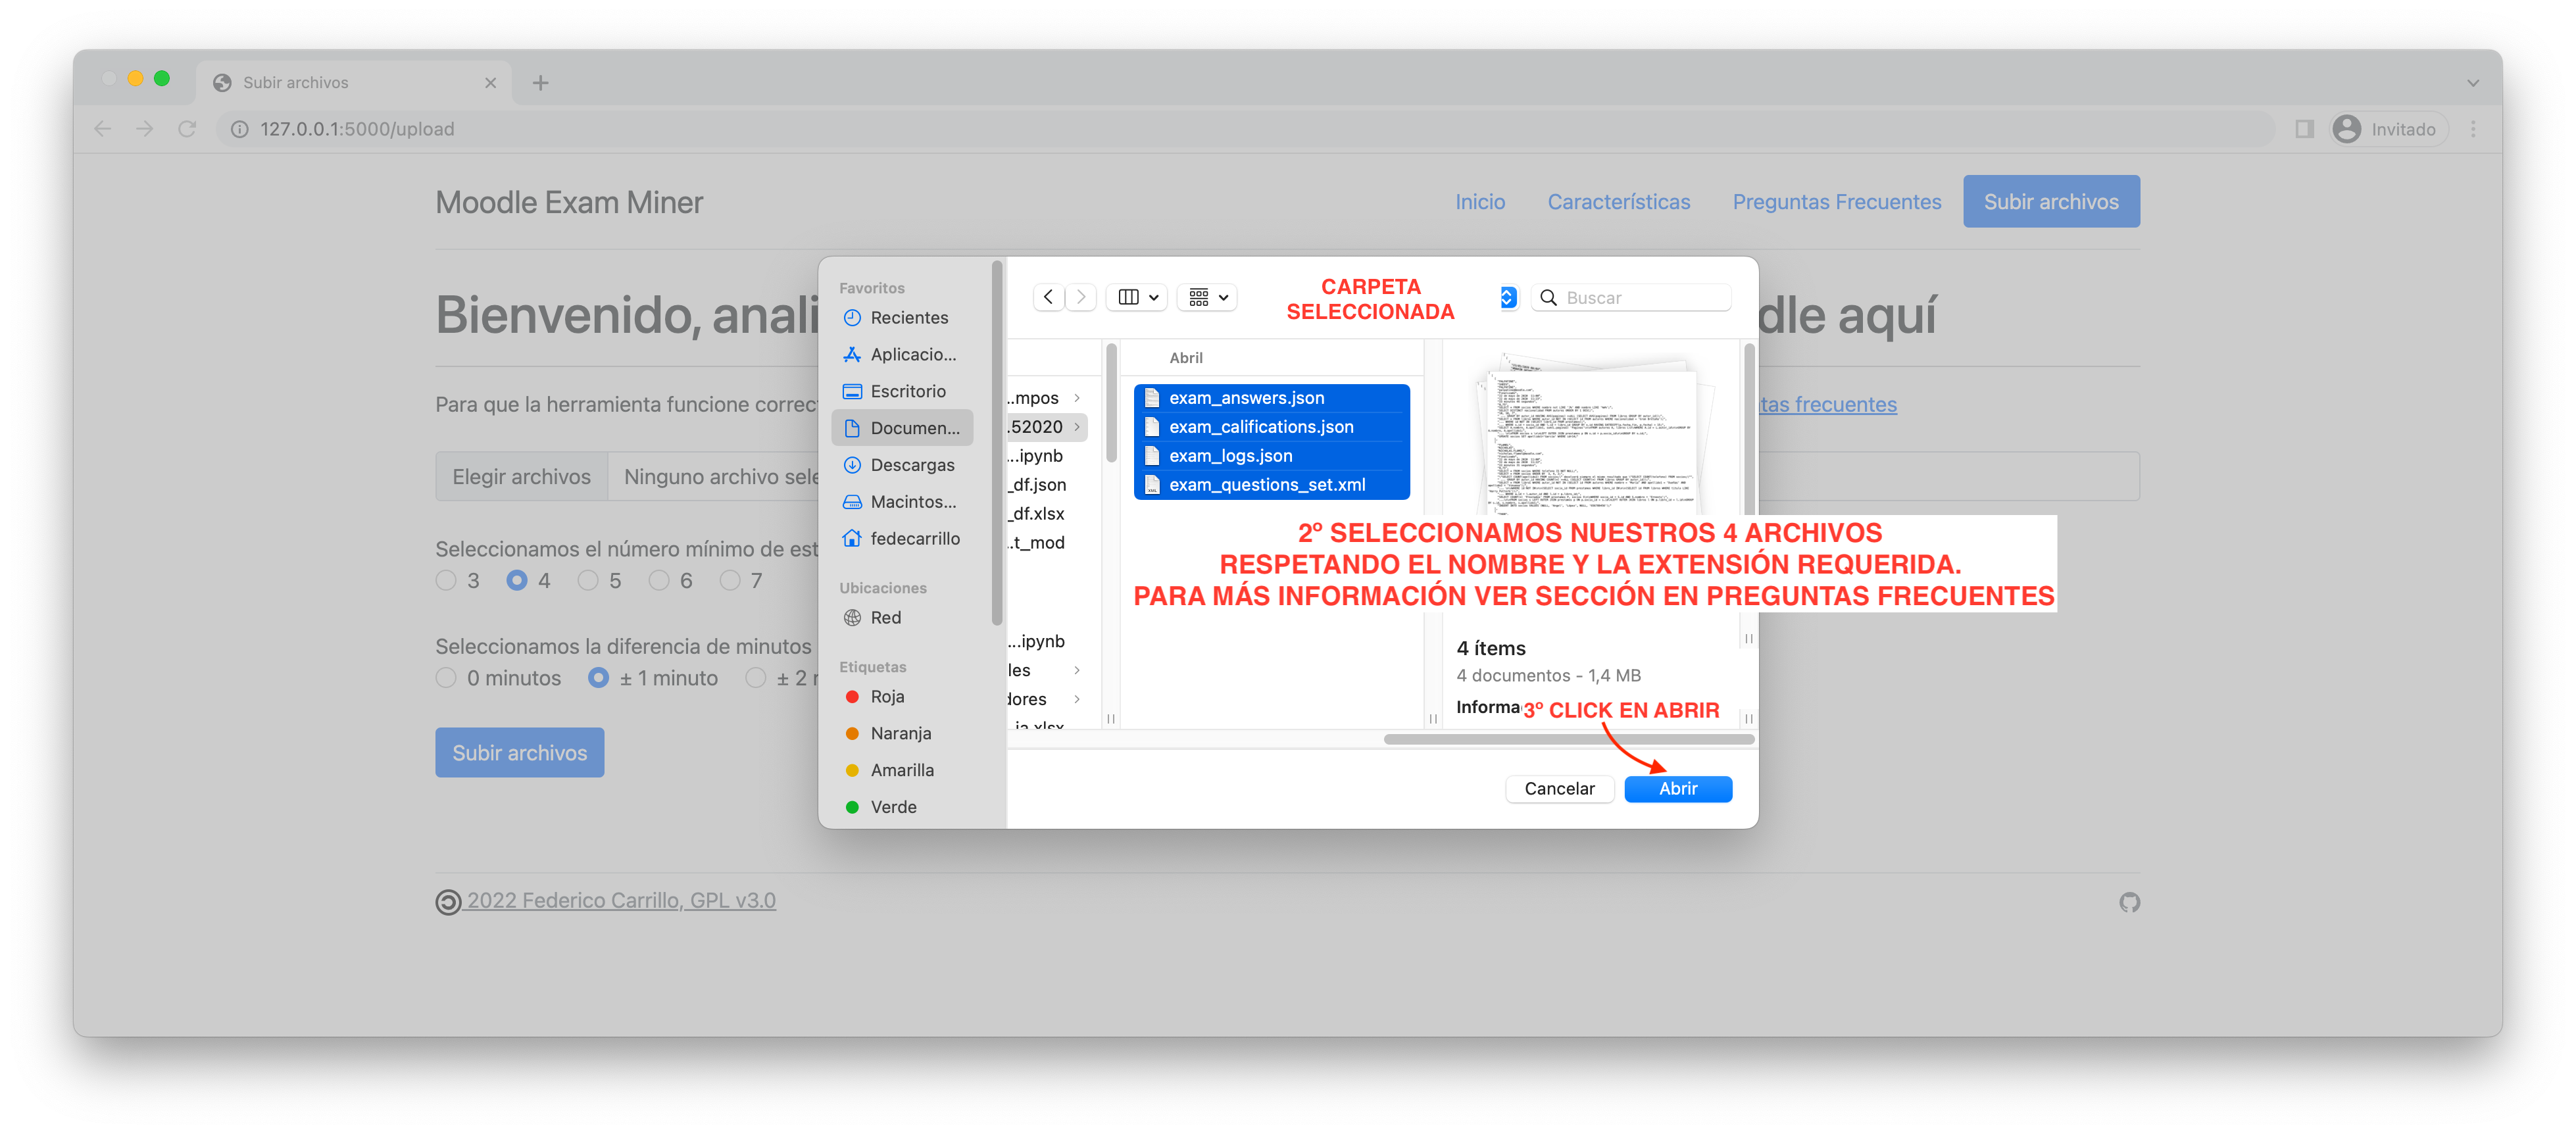 Subir archivos
127.0.0.1:5000/upload
Invitado
Moodle Exam Miner
Inicio
Características
Preguntas Frecuentes
Subir archivos
Bienvenido, anali
dle aquí
Para que la herramienta funcione correc
tas frecuentes
Elegir archivos
Ninguno archivo sele
Seleccionamos el número mínimo de est
3
4
5
6
7
Seleccionamos la diferencia de minutos
0 minutos
± 1 minuto
± 2
Subir archivos
Favoritos
Recientes
Aplicacio...
Escritorio
Documen...
Descargas
Macintos...
fedecarrillo
Ubicaciones
Red
Etiquetas
Roja
Naranja
Amarilla
Verde
CARPETA
SELECCIONADA
Buscar
...mpos
.52020
...ipynb
_df.json
_df.xlsx
..t_mod
...ipynb
les
dores
ia.xlsx
Abril
exam_answers.json
exam_califications.json
exam_logs.json
exam_questions_set.xml
2º SELECCIONAMOS NUESTROS 4 ARCHIVOS
RESPETANDO EL NOMBRE Y LA EXTENSIÓN REQUERIDA.
PARA MÁS INFORMACIÓN VER SECCIÓN EN PREGUNTAS FRECUENTES
4 ítems
4 documentos - 1,4 MB
Informa
3º CLICK EN ABRIR
Cancelar
Abrir
2022 Federico Carrillo, GPL v3.0